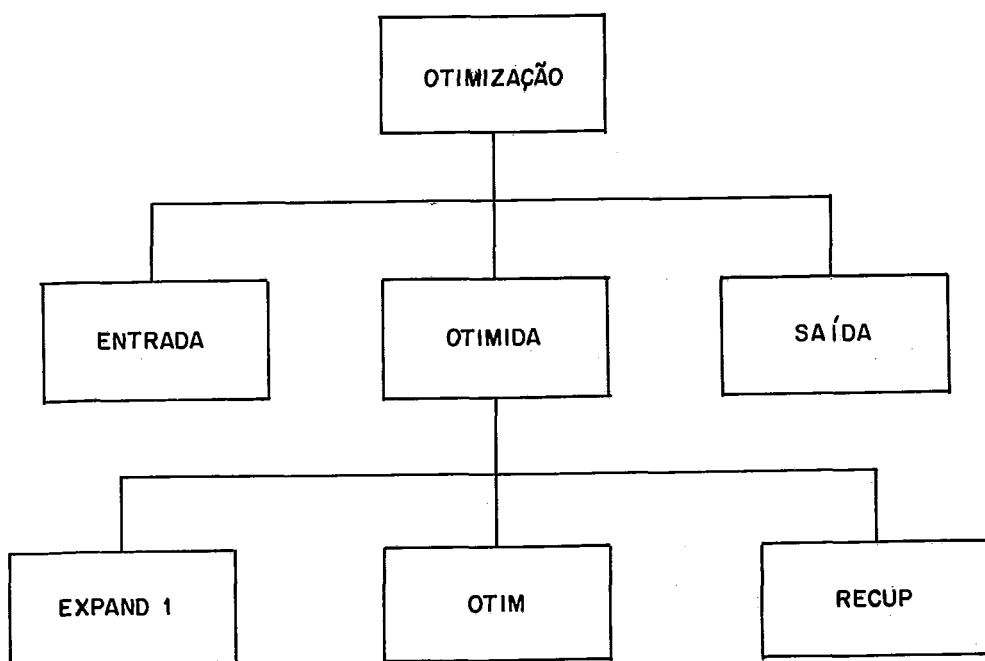 OTIMIZAÇÃO
ENTRADA
OTIMIDA
SAÍDA
EXPAND 1
OTIM
RECUP